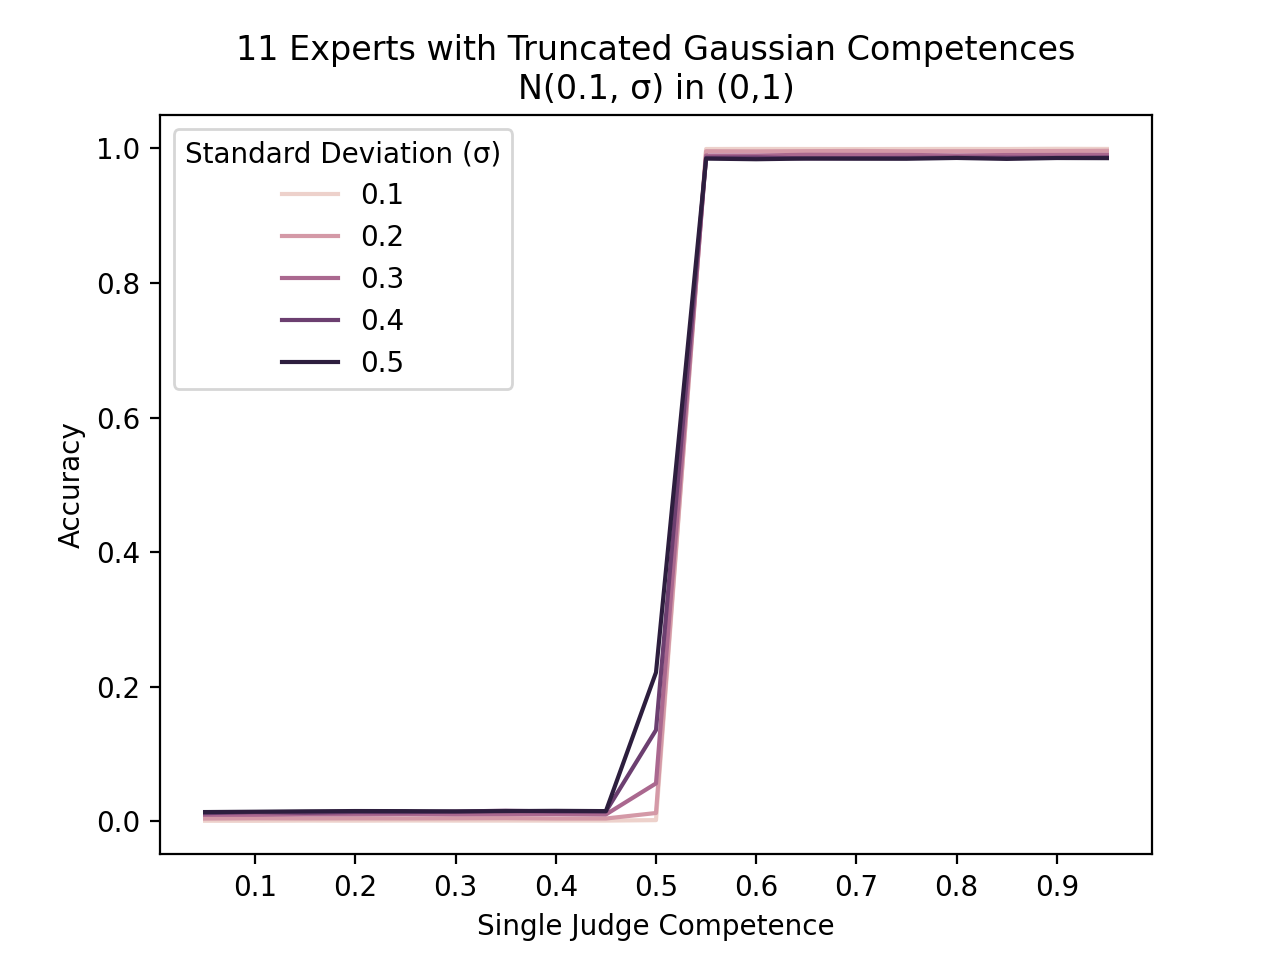 11 Experts with Truncated Gaussian Competences
N(0.1, σ) in (0,1)
Standard Deviation (σ)
0.1
0.2
0.3
0.4
0.5
1.0
0.8
0.6
0.4
0.2
0.0
Accuracy
0.1 0.2 0.3 0.4 0.5 0.6 0.7 0.8 0.9
Single Judge Competence